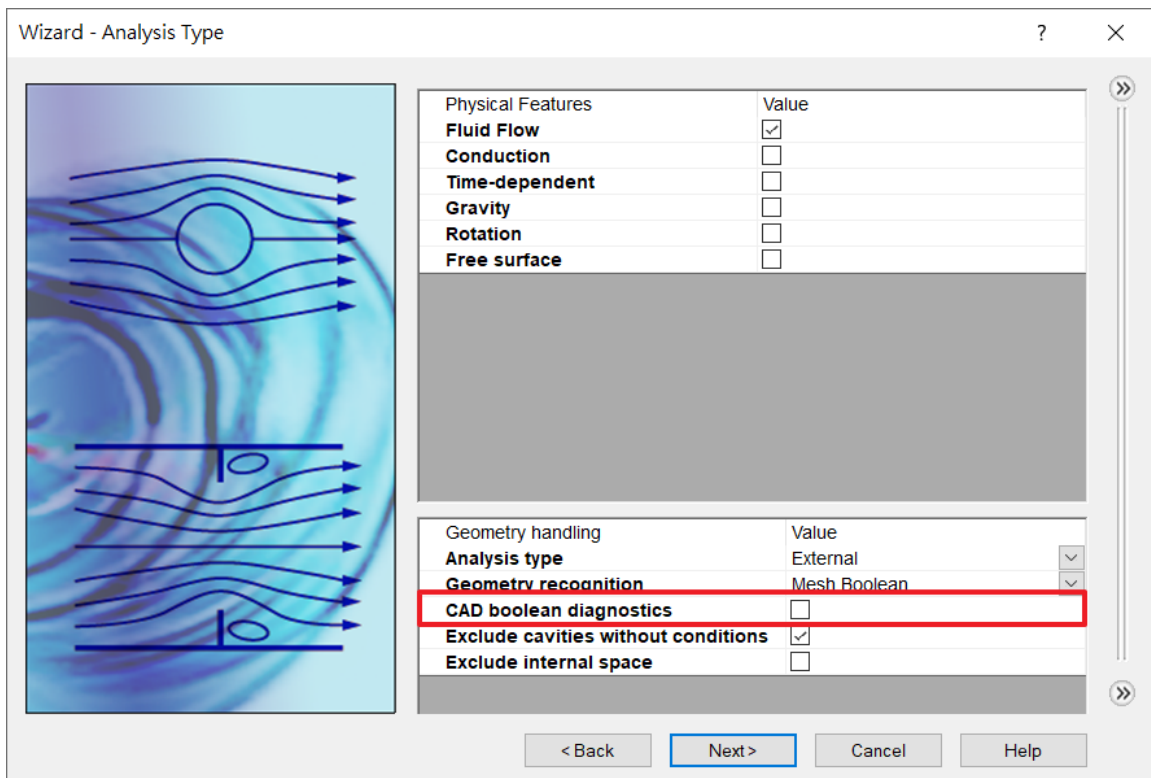 Wizard - Analysis Type ?
Physical Features Value
Fluid Flow
Conduction
Time-dependent
Gravity
Rotation
Free surface
Geometry handling Value
Analysis type External
Geometry recognition Mesh Boolean
CAD boolean diagnostics
Exclude cavities without conditions
Exclude internal space
< Back Next > Cancel Help